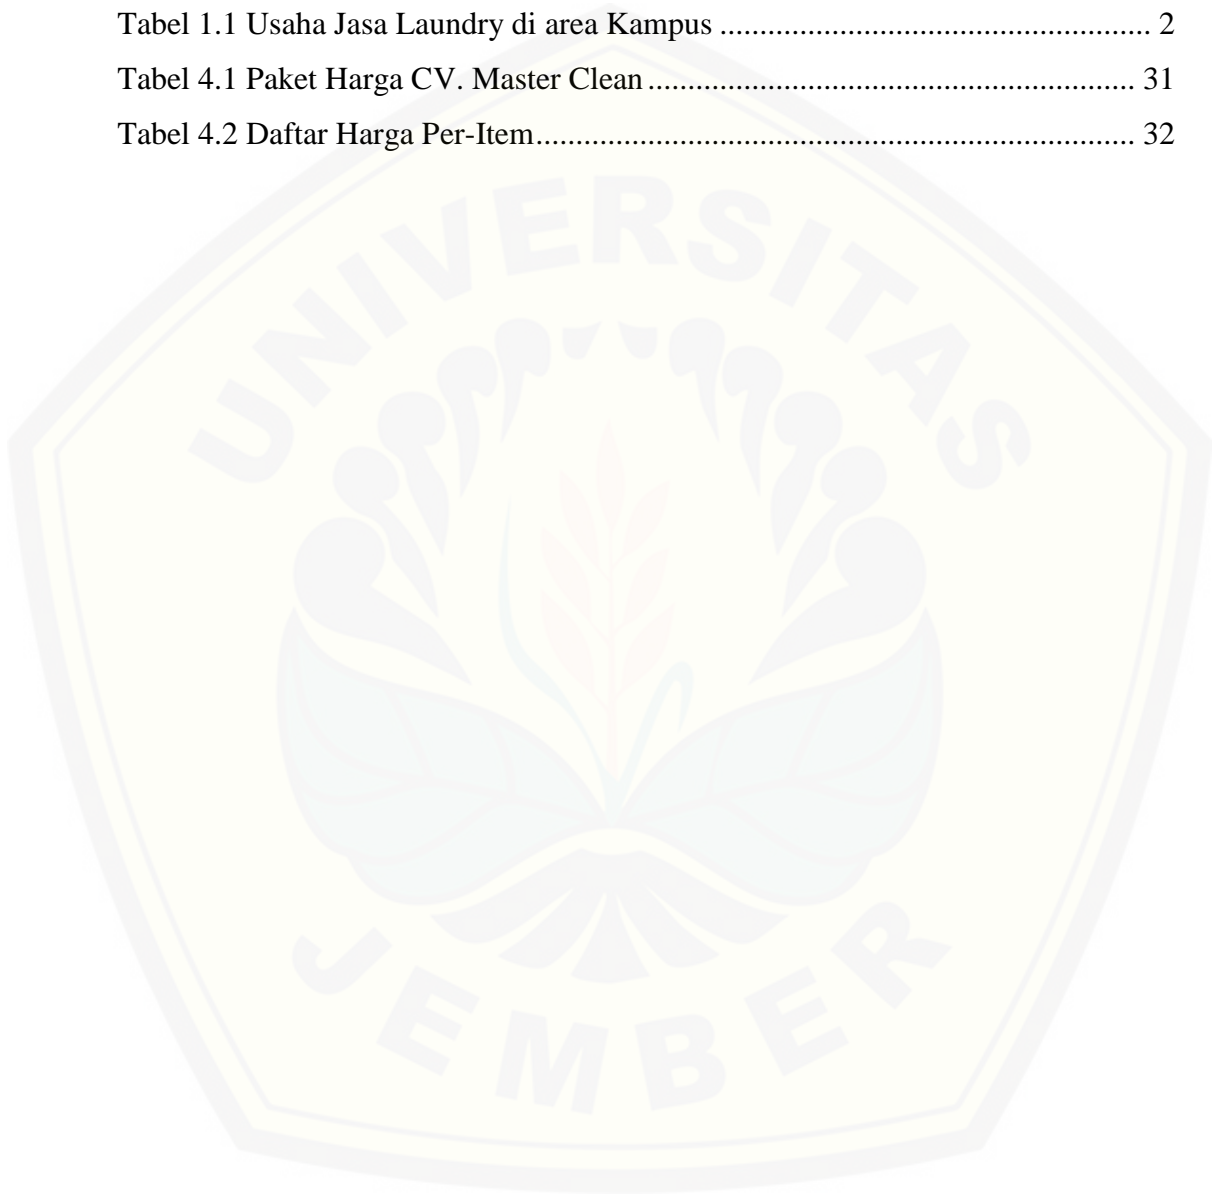 Tabel 1.1 Usaha Jasa Laundry di area Kampus ...................................................... 2
Tabel 4.1 Paket Harga CV. Master Clean ............................................................. 31
Tabel 4.2 Daftar Harga Per-Item........................................................................... 32
UNIVERSITAS
JEMBER